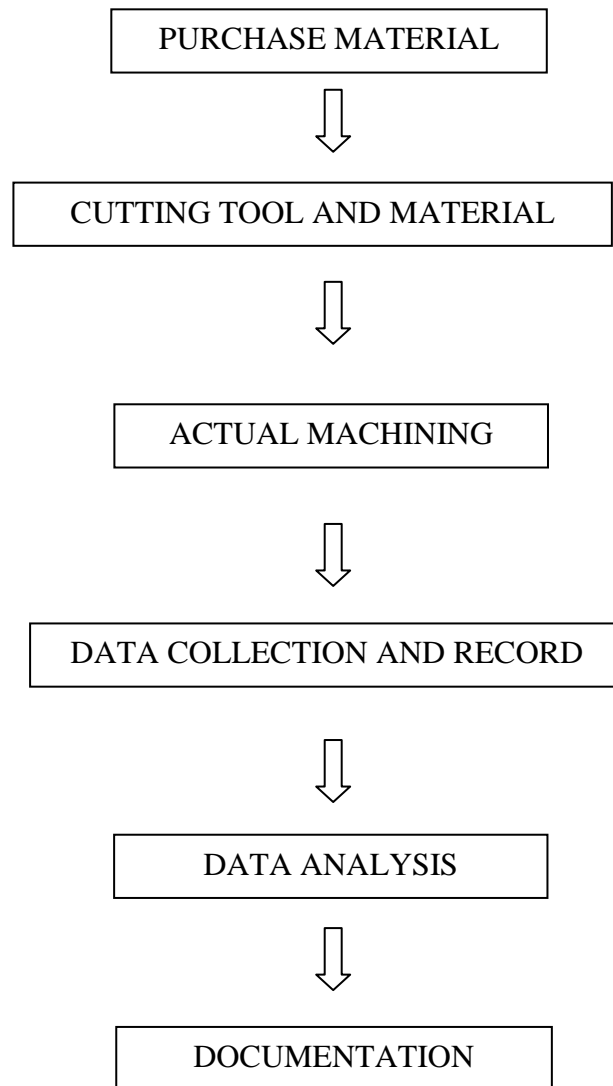 PURCHASE MATERIAL
CUTTING TOOL AND MATERIAL
ACTUAL MACHINING
DATA COLLECTION AND RECORD
DATA ANALYSIS
DOCUMENTATION